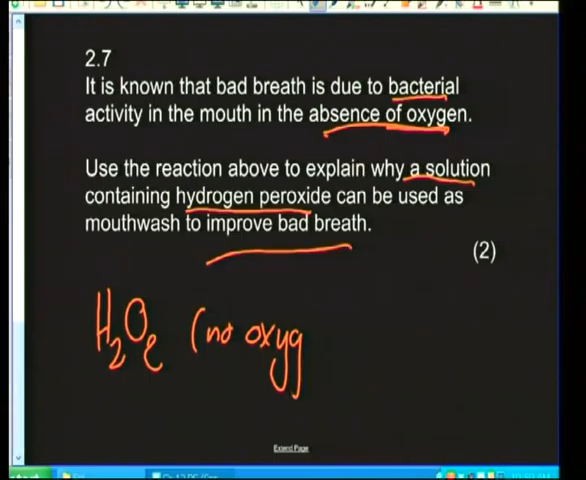 2.7
It is known that bad breath is due to bacterial
activity in the mouth in the absence of oxygen.
Use the reaction above to explain why a solution
containing hydrogen peroxide can be used as
mouthwash to improve bad breath.
(2)
H2O2 (no oxyg
Extend Page